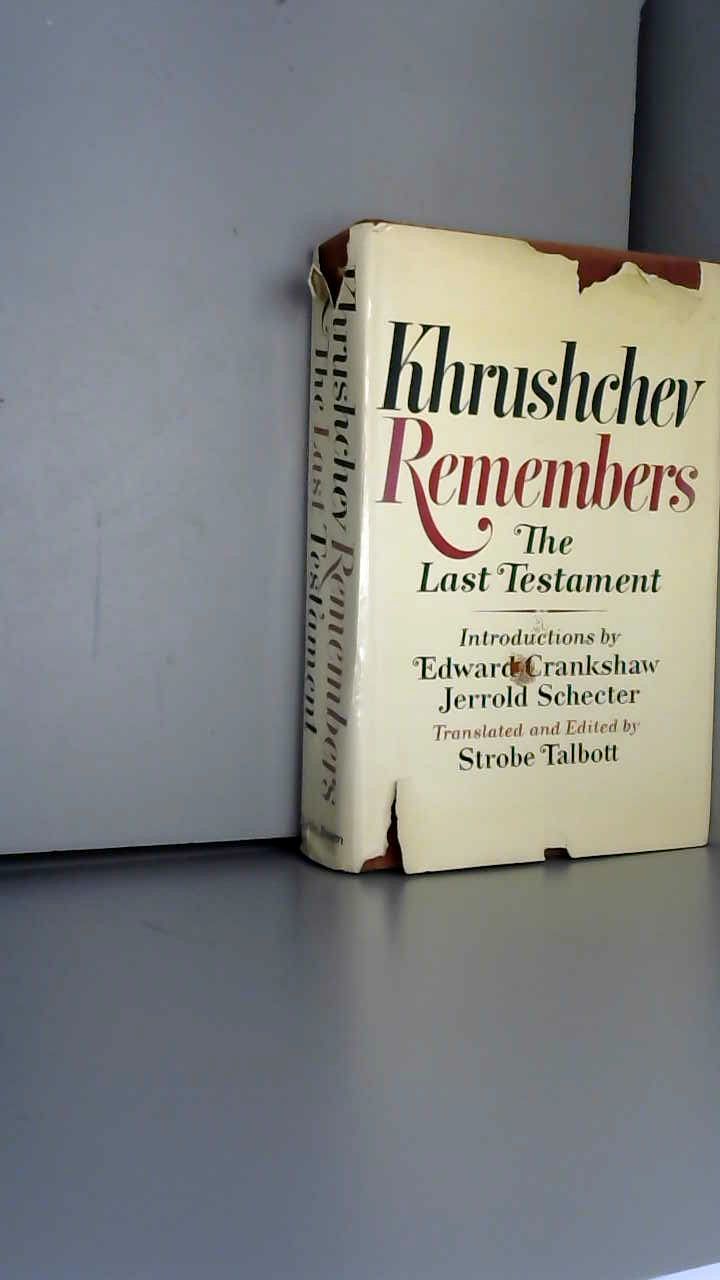 Khrushchev
Remembers
The
Last Testament
Introductions by
Edward Crankshaw
Jerrold Schecter
Translated and Edited by
Strobe Talbott
Khrushchev Remembers
The Last Testament